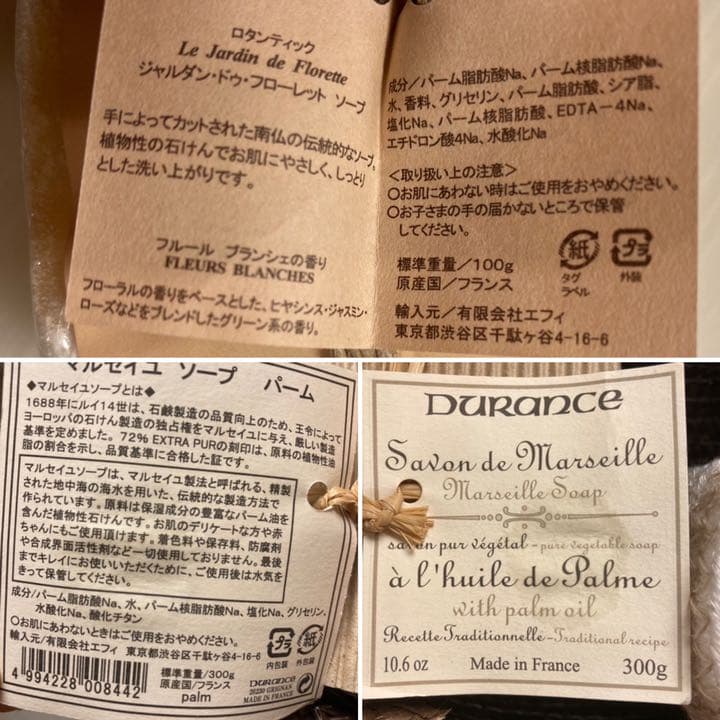 ロタンティック
Le Jardin de Florette
ジャルダン・ドゥ・フローレット ソープ
手によってカットされた南仏の伝統的なソープ。
植物性の石けんでお肌にやさしく、しっとり
とした洗い上がりです。
フルール ブランシェの香り
FLEURS BLANCHES
フローラルの香りをベースとした、ヒヤシンス・ジャスミン・
ローズなどをブレンドしたグリーン系の香り。
成分/パーム脂肪酸Na、パーム核脂肪酸Na、
水、香料、グリセリン、パーム脂肪酸、シア脂、
塩化Na、パーム核脂肪酸、EDTA-4Na、
エチドロン酸4Na、水酸化Na
<取り扱い上の注意>
○お肌にあわない時はご使用をおやめください。
○お子さまの手の届かないところで保管
してください。
標準重量/100g
原産国/フランス
紙
タグ
ラベル
プラ
外装
輸入元/有限会社エフィ
東京都渋谷区千駄ヶ谷4-16-6
マルセイユ ソープ パーム
◆マルセイユソープとは◆
1688年にルイ14世は、石鹸製造の品質向上のため、王令によって
ヨーロッパの石けん製造の独占権をマルセイユに与え、厳しい製造
基準を定めました。72% EXTRA PURの刻印は、原料の植物性油
脂の割合を示し、品質基準に合格した証です。
マルセイユソープは、マルセイユ製法と呼ばれる、精製
された地中海の海水を用いた、伝統的な製造方法で
作られています。原料は保湿成分の豊富なパーム油を
含んだ植物性石けんです。お肌のデリケートな方や赤
ちゃんにもご使用頂けます。着色料や保存料、防腐剤
や合成界面活性剤など一切使用しておりません。最後
までキレイにお使いいただくために、ご使用後は水気を
きって保管してください。
成分/パーム脂肪酸Na、水、パーム核脂肪酸Na、塩化Na、グリセリン、
水酸化Na、酸化チタン
○お肌にあわないときはご使用をおやめください。
輸入元/有限会社エフィ 東京都渋谷区千駄ヶ谷4-16-6
4 994228 008442
標準重量/300g
原産国/フランス
palm
プラ
内包装
紙
外包装
DURANCE
26230 GRIGNAN
MADE IN FRANCE
DURANCE
Savon de Marseille
Marseille Soap
savon pur végétal - pure vegetable soap
à l'huile de Palme
with palm oil
Recette Traditionnelle - Traditional recipe
10.6 oz Made in France 300g